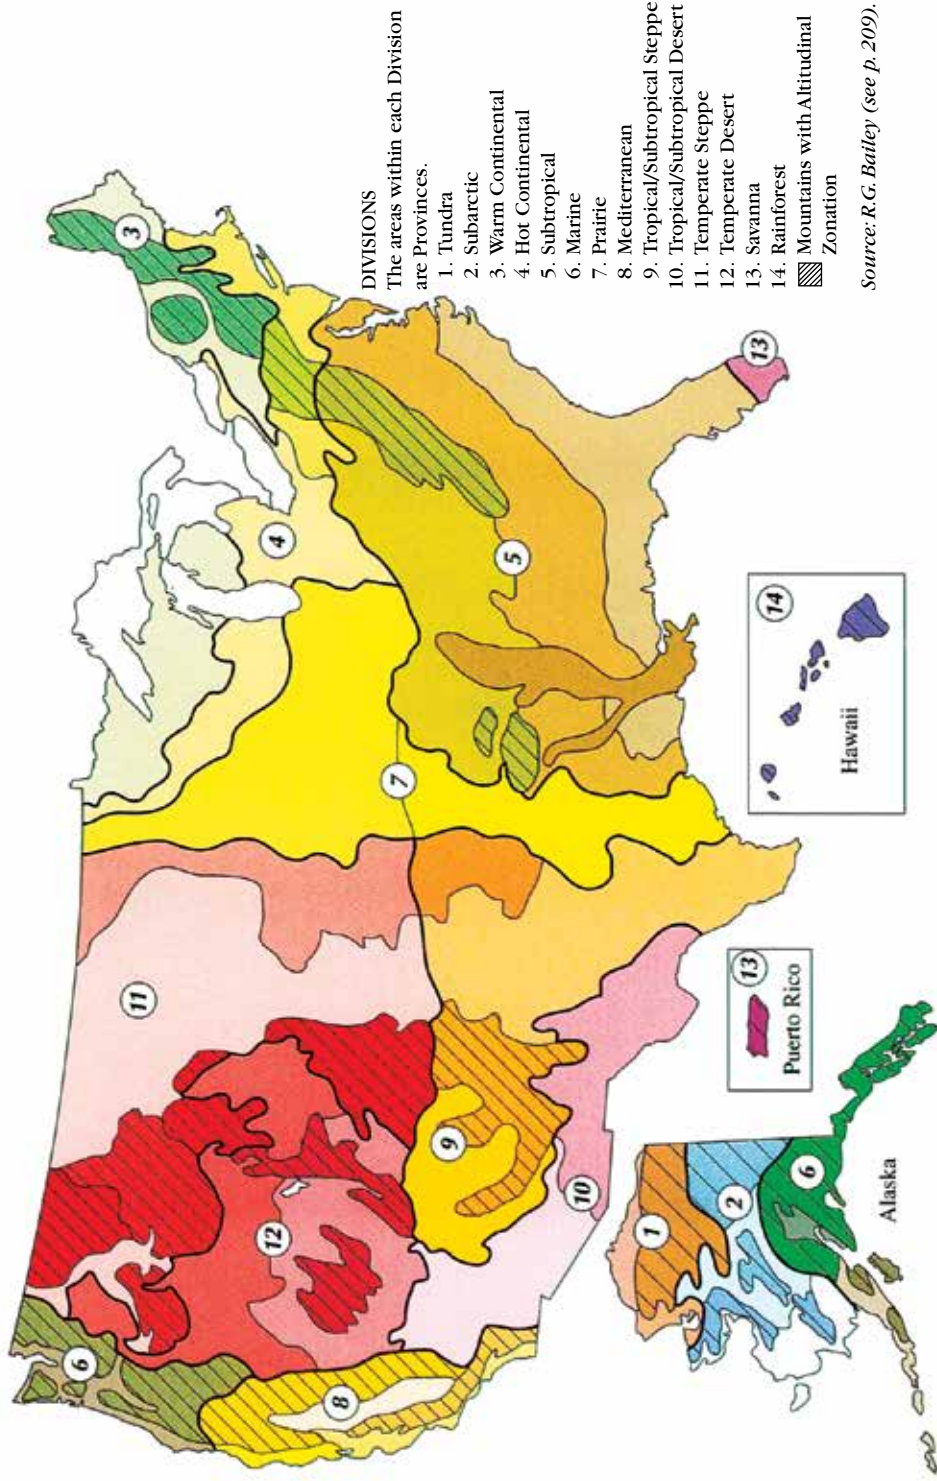 DIVISIONS
The areas within each Division
are Provinces.
1. Tundra
2. Subarctic
3. Warm Continental
4. Hot Continental
5. Subtropical
6. Marine
7. Prairie
8. Mediterranean
9. Tropical/Subtropical Steppe
10. Tropical/Subtropical Desert
11. Temperate Steppe
12. Temperate Desert
13. Savanna
14. Rainforest
Mountains with Altitudinal
Zonation
Source: R.G. Bailey (see p. 209).
6
11
3
12
7
4
8
9
5
10
13
1
2
6
Alaska
13
Puerto Rico
14
Hawaii